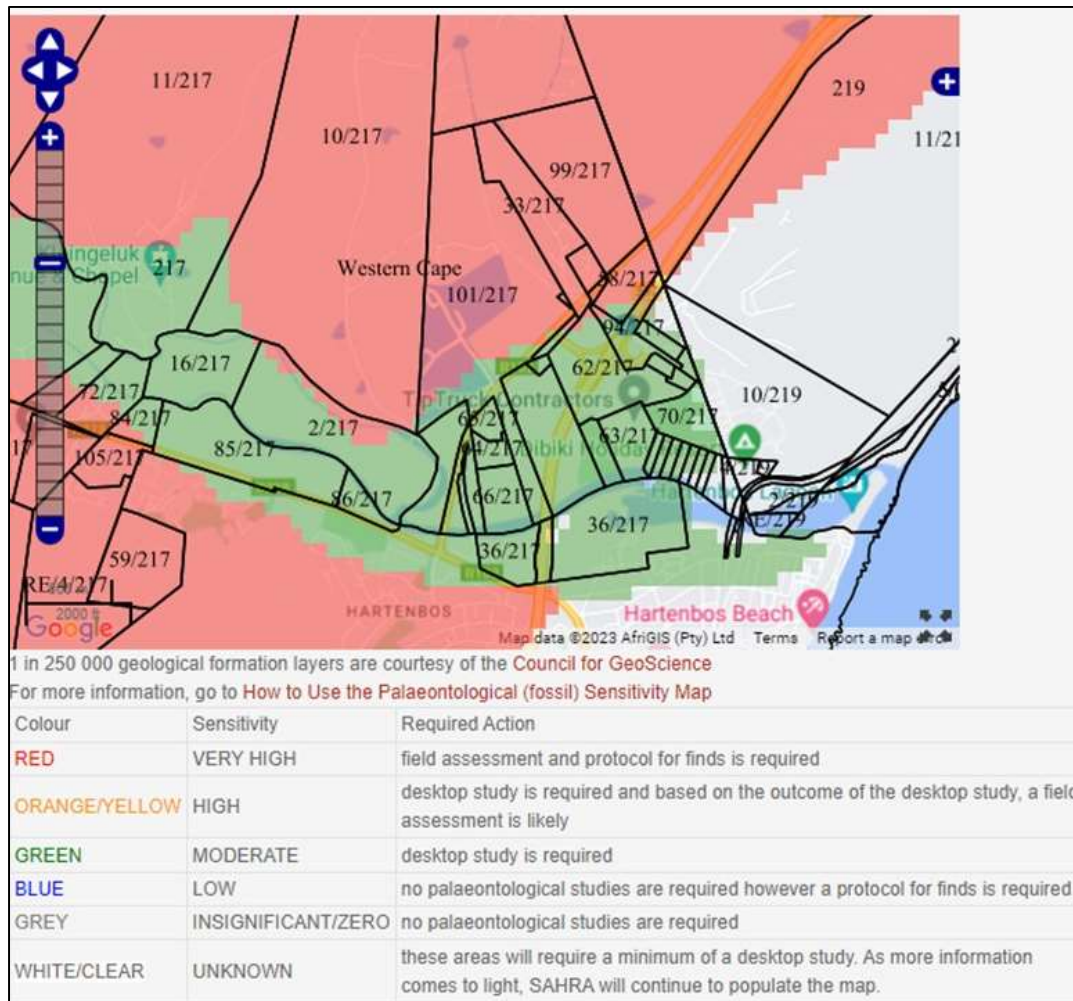 11/217
10/217
219
11/21
99/217
33/217
217
Western Cape
101/217
58/217
94/217
16/217
62/217
72/217
TipTruck Contractors
10/219
84/217
2/217
70/217
17
105/217
85/217
63/217
86/217
66/217
36/217
36/217
59/217
RE/4/217
2000 ft
HARTENBOS
Google
Hartenbos Beach
Map data ©2023 AfriGIS (Pty) Ltd Terms Report a map
1 in 250 000 geological formation layers are courtesy of the Council for GeoScience
For more information, go to How to Use the Palaeontological (fossil) Sensitivity Map
Colour Sensitivity Required Action
RED VERY HIGH field assessment and protocol for finds is required
ORANGE/YELLOW HIGH desktop study is required and based on the outcome of the desktop study, a field
assessment is likely
GREEN MODERATE desktop study is required
BLUE LOW no palaeontological studies are required however a protocol for finds is required
GREY INSIGNIFICANT/ZERO no palaeontological studies are required
WHITE/CLEAR UNKNOWN these areas will require a minimum of a desktop study. As more information
comes to light, SAHRA will continue to populate the map.